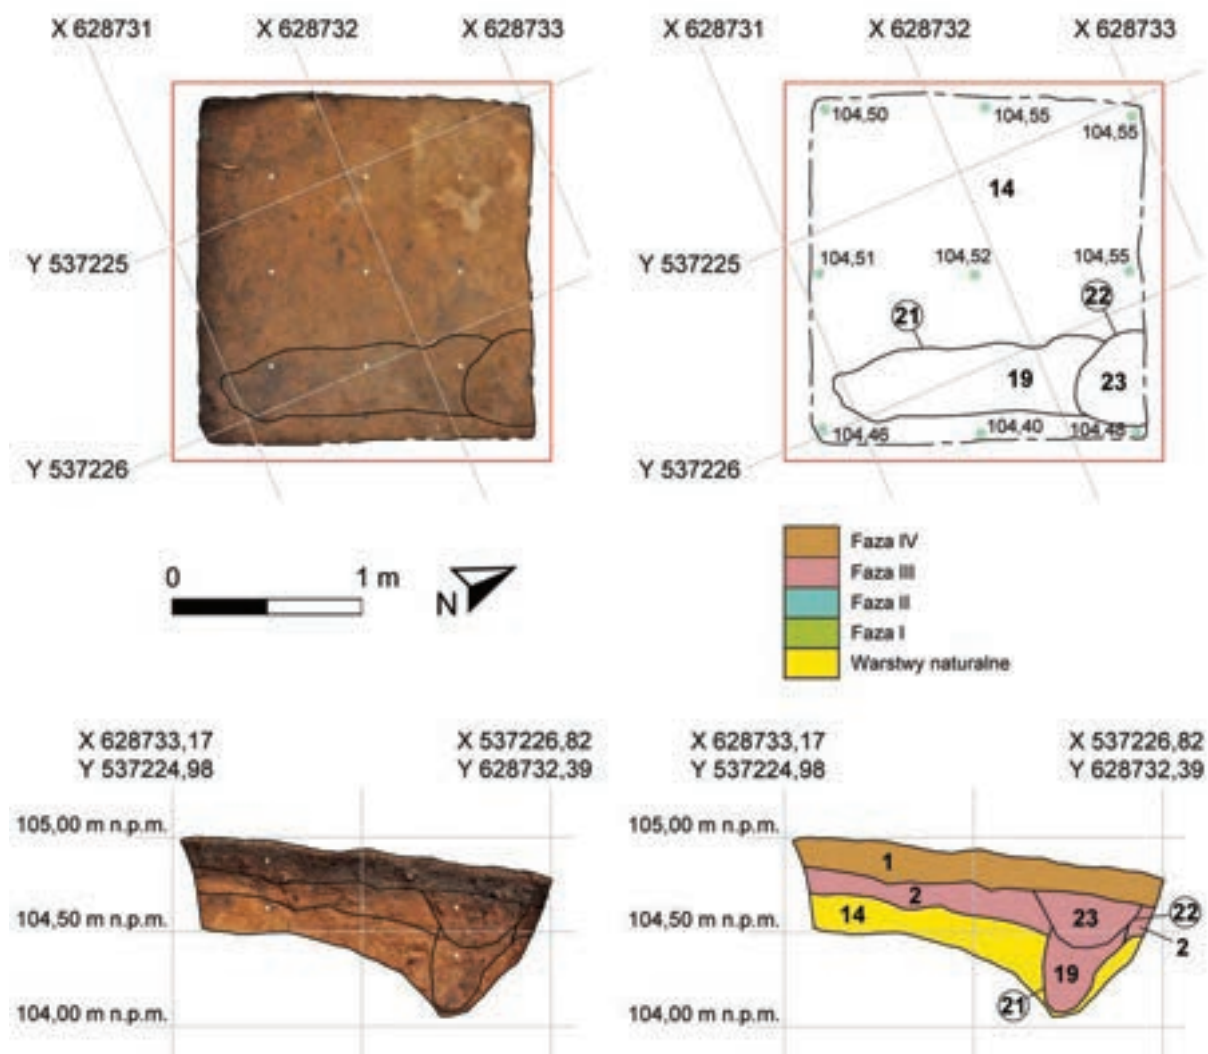 X 628731 X 628732 X 628733
Y 537225
Y 537226
X 628731 X 628732 X 628733
104,50 104,55 104,55
14
104,51 104,52 104,55
Y 537225
21 22
19 23
104,46 104,40 104,48
Y 537226
0 1 m
N
Faza IV
Faza III
Faza II
Faza I
Warstwy naturalne
X 628733,17 X 537226,82
Y 537224,98 Y 628732,39
105,00 m n.p.m.
104,50 m n.p.m.
104,00 m n.p.m.
X 628733,17 X 537226,82
Y 537224,98 Y 628732,39
105,00 m n.p.m.
1
2
104,50 m n.p.m.
14 23 22
2
19
21
104,00 m n.p.m.